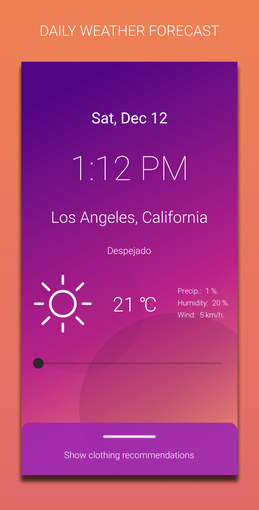 DAILY WEATHER FORECAST
Sat, Dec 12
1:12 PM
Los Angeles, California
Despejado
21 ℃
Precip.: 1 %.
Humidity: 20 %.
Wind: 5 km/h.
Show clothing recommendations